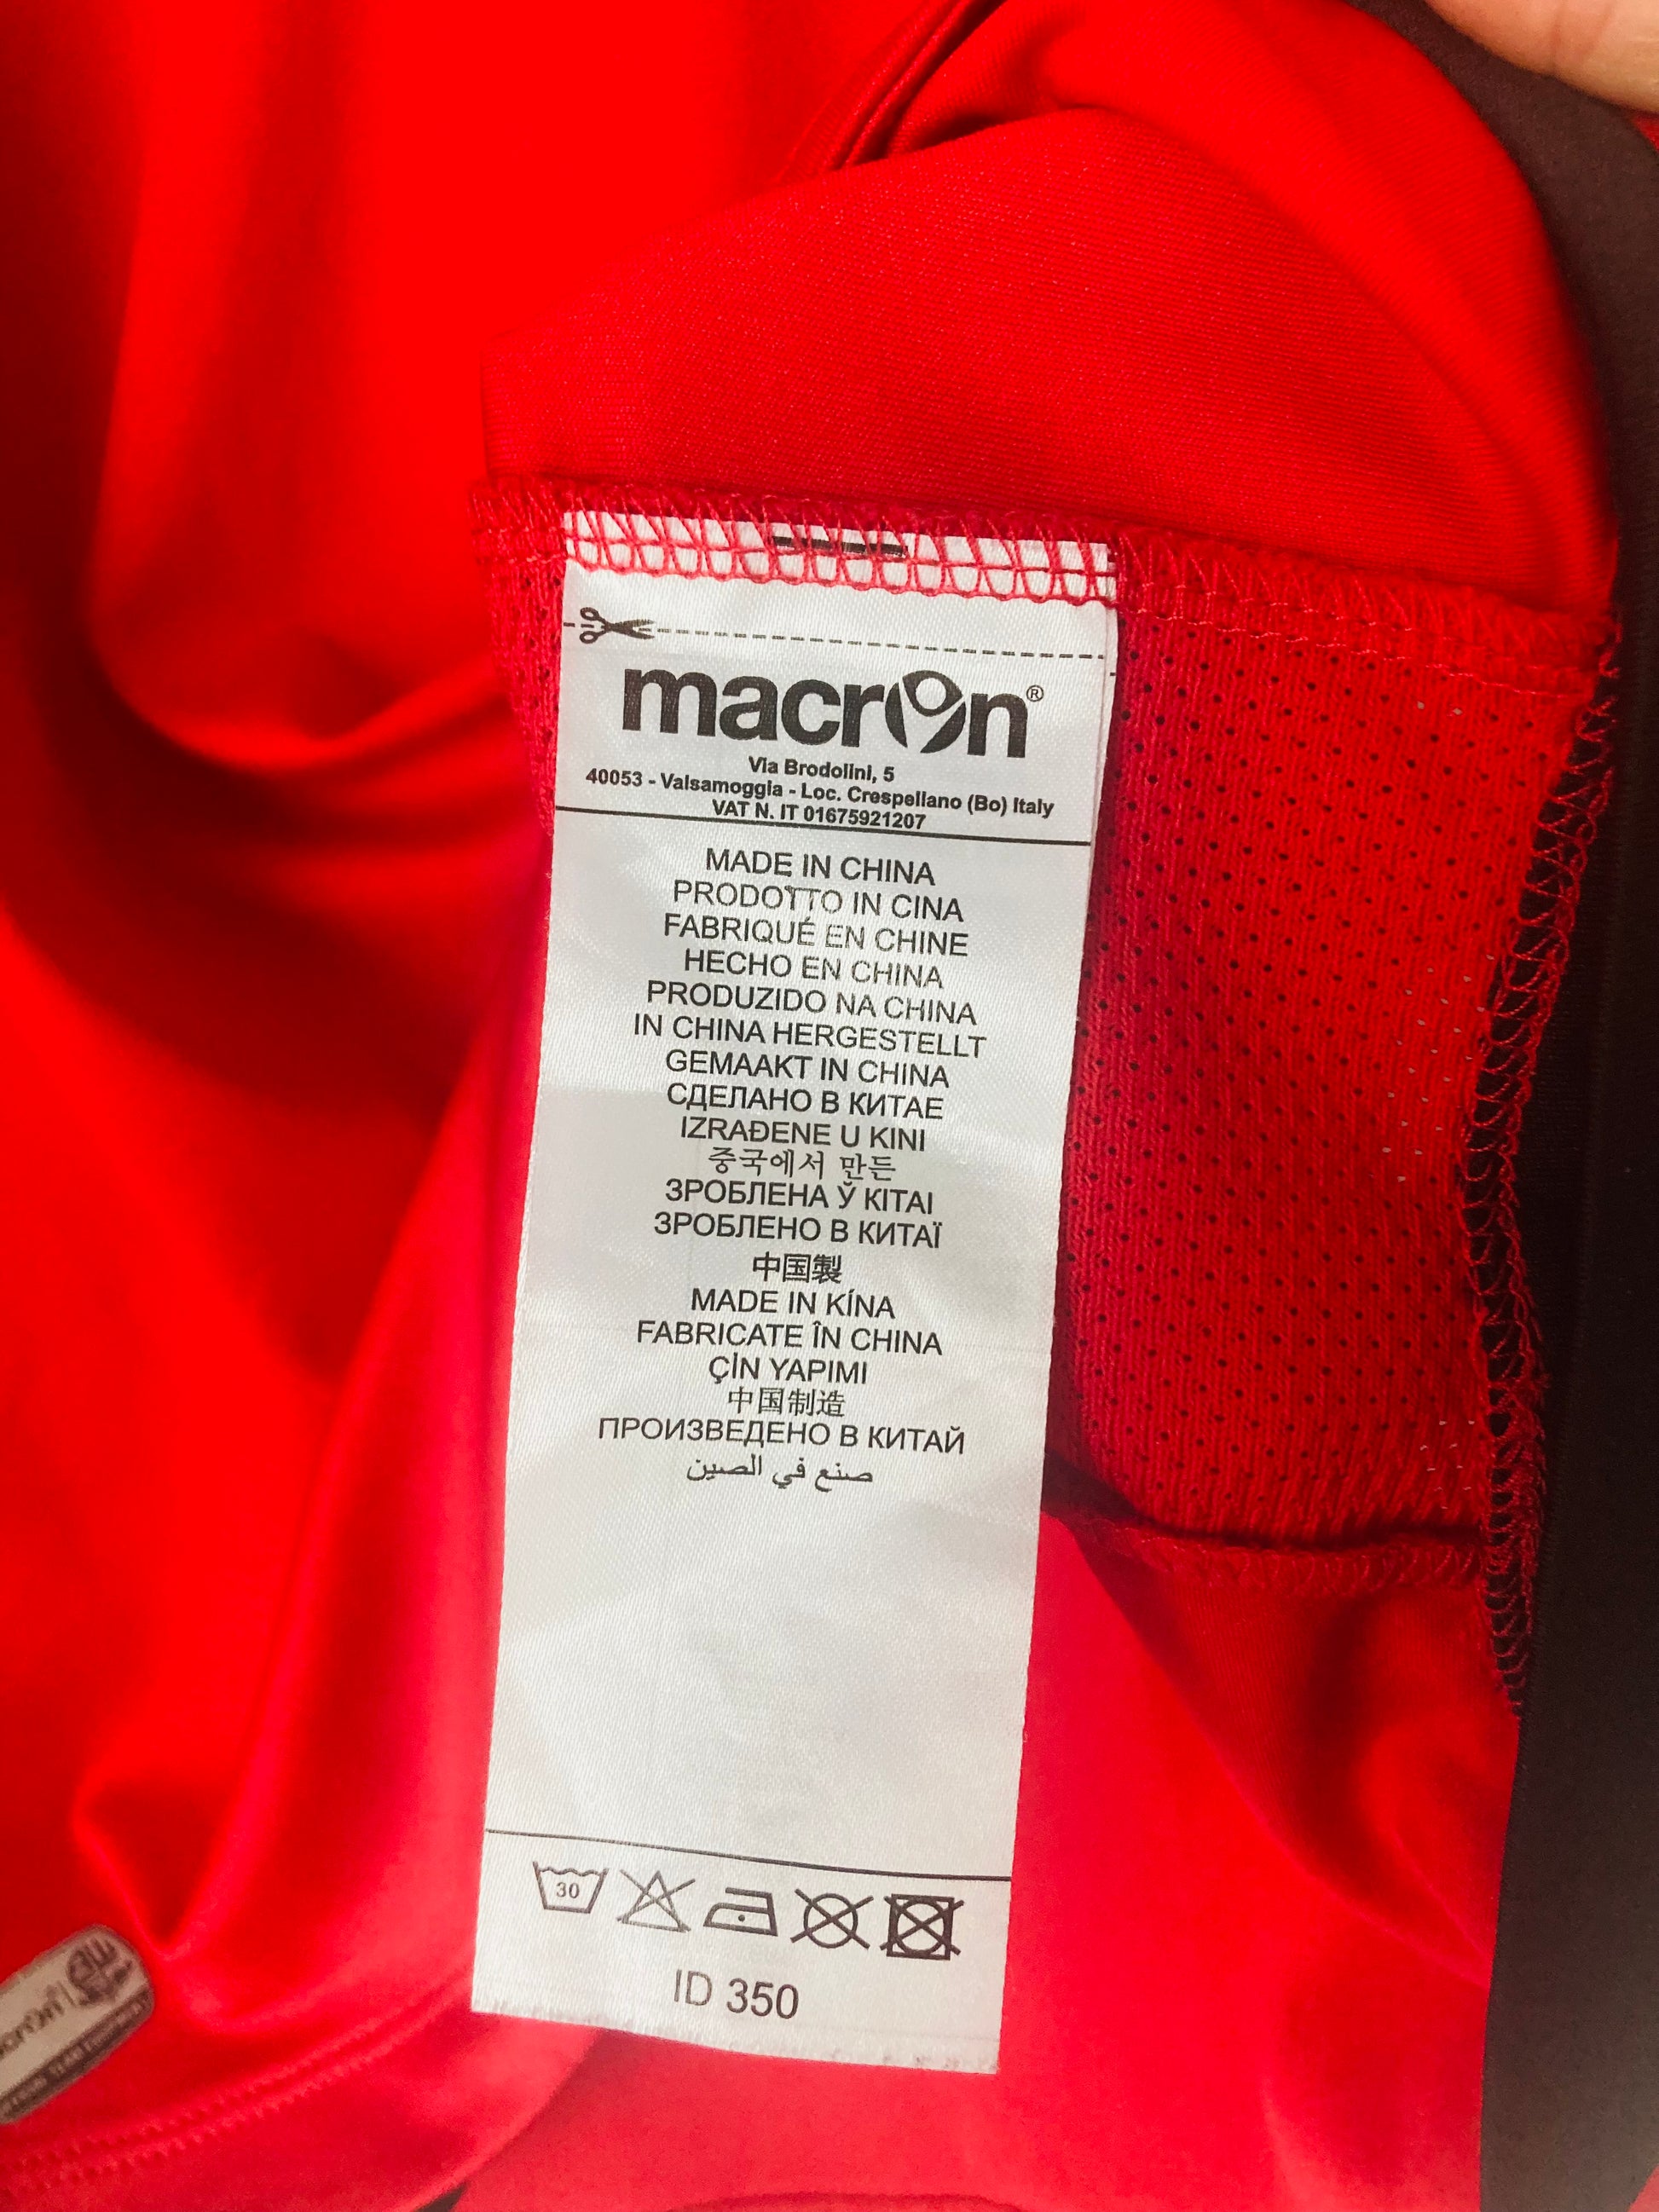 macron®
Via Brodolini, 5
40053 - Valsamoggia - Loc. Crespellano (Bo) Italy
VAT N. IT 01675921207
MADE IN CHINA
PRODOTTO IN CINA
FABRIQUÉ EN CHINE
HECHO EN CHINA
PRODUZIDO NA CHINA
IN CHINA HERGESTELLT
GEMAAKT IN CHINA
СДЕЛАНО В КИТАЕ
IZRAĐENE U KINI
중국에서 만든
ЗРОБЛЕНА Ў КІТАІ
ЗРОБЛЕНО В КИТАЇ
中国製
MADE IN KÍNA
FABRICATE ÎN CHINA
ÇİN YAPIMI
中国制造
ПРОИЗВЕДЕНО В КИТАЙ
صنع في الصين
30
ID 350